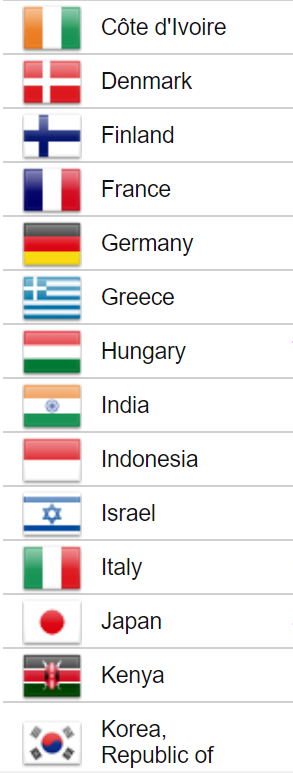 Côte d'Ivoire
Denmark
Finland
France
Germany
Greece
Hungary
India
Indonesia
Israel
Italy
Japan
Kenya
Korea,
Republic of